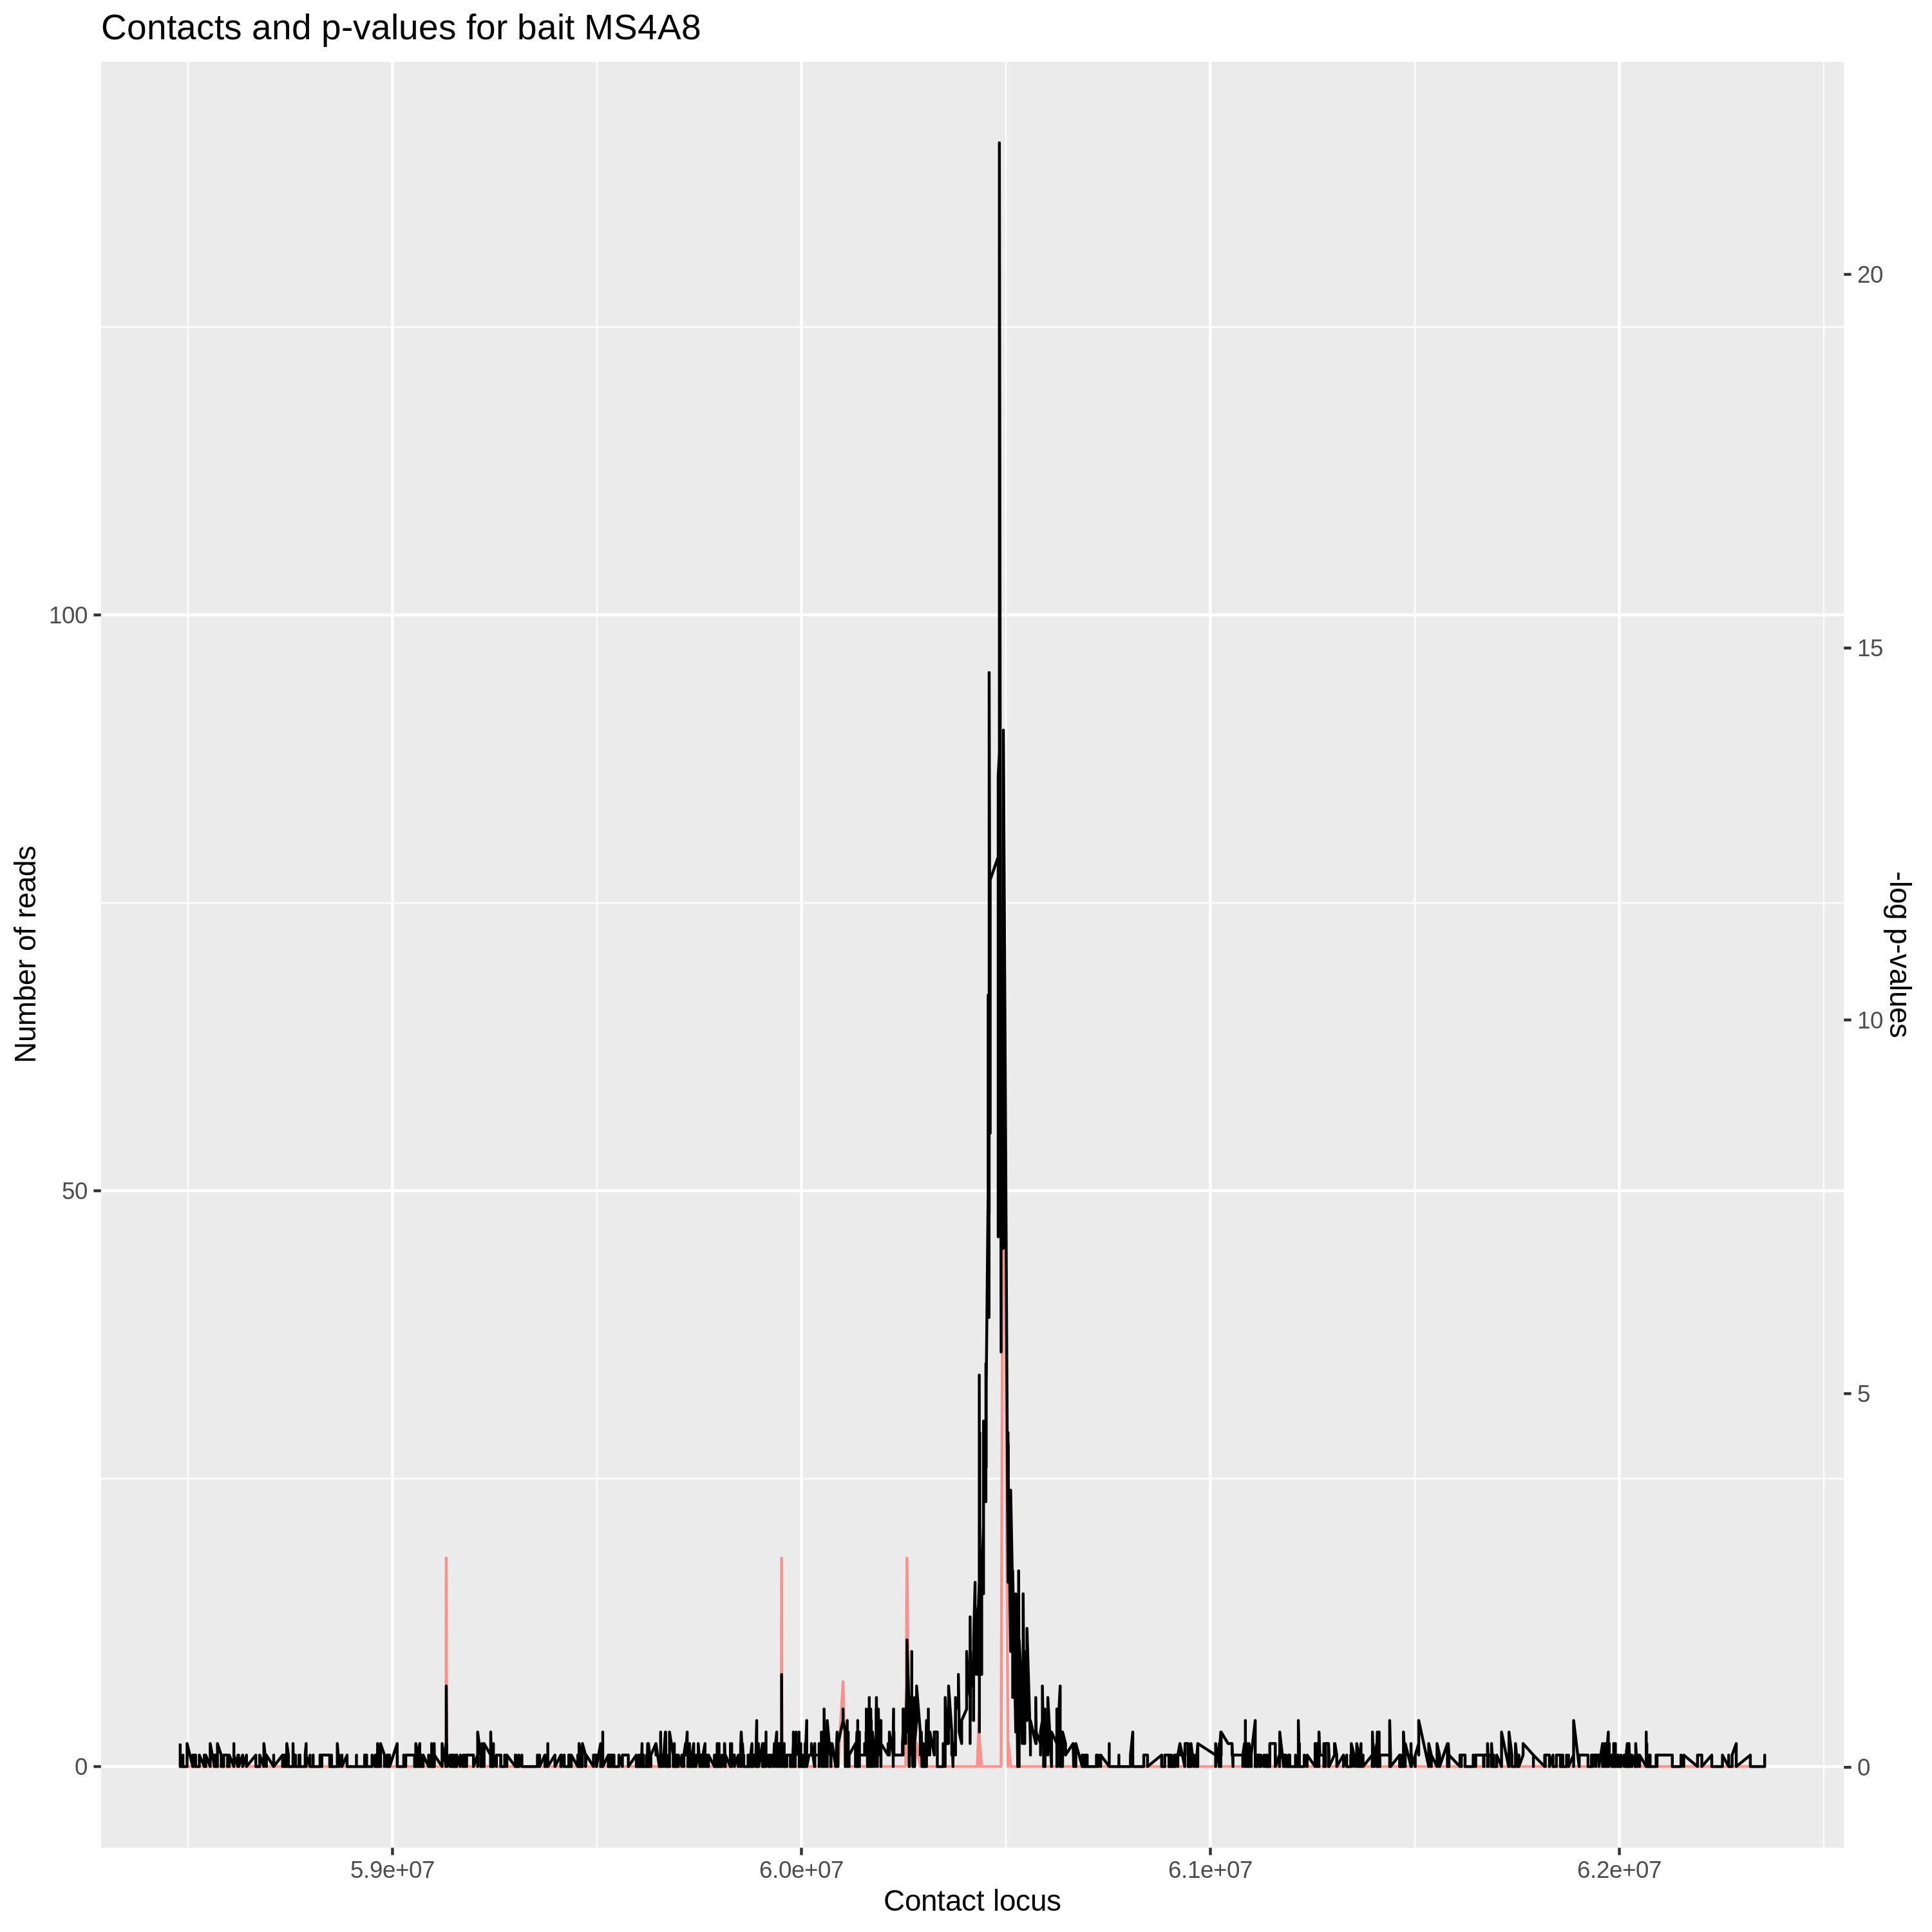 Contacts and p-values for bait MS4A8
Number of reads
100
50
0
20
15
10
5
0
-log p-values
5.9e+07
6.0e+07
6.1e+07
6.2e+07
Contact locus